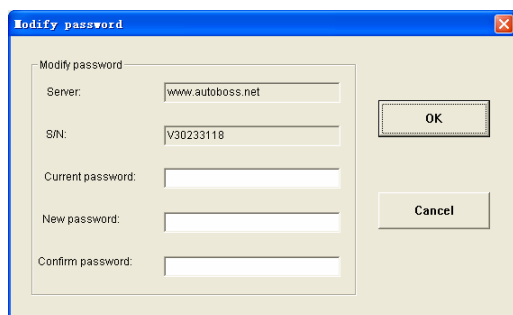 Modify password
Modify password
Server: www.autoboss.net
S/N: V30233118
OK
Current password:
New password:
Cancel
Confirm password: